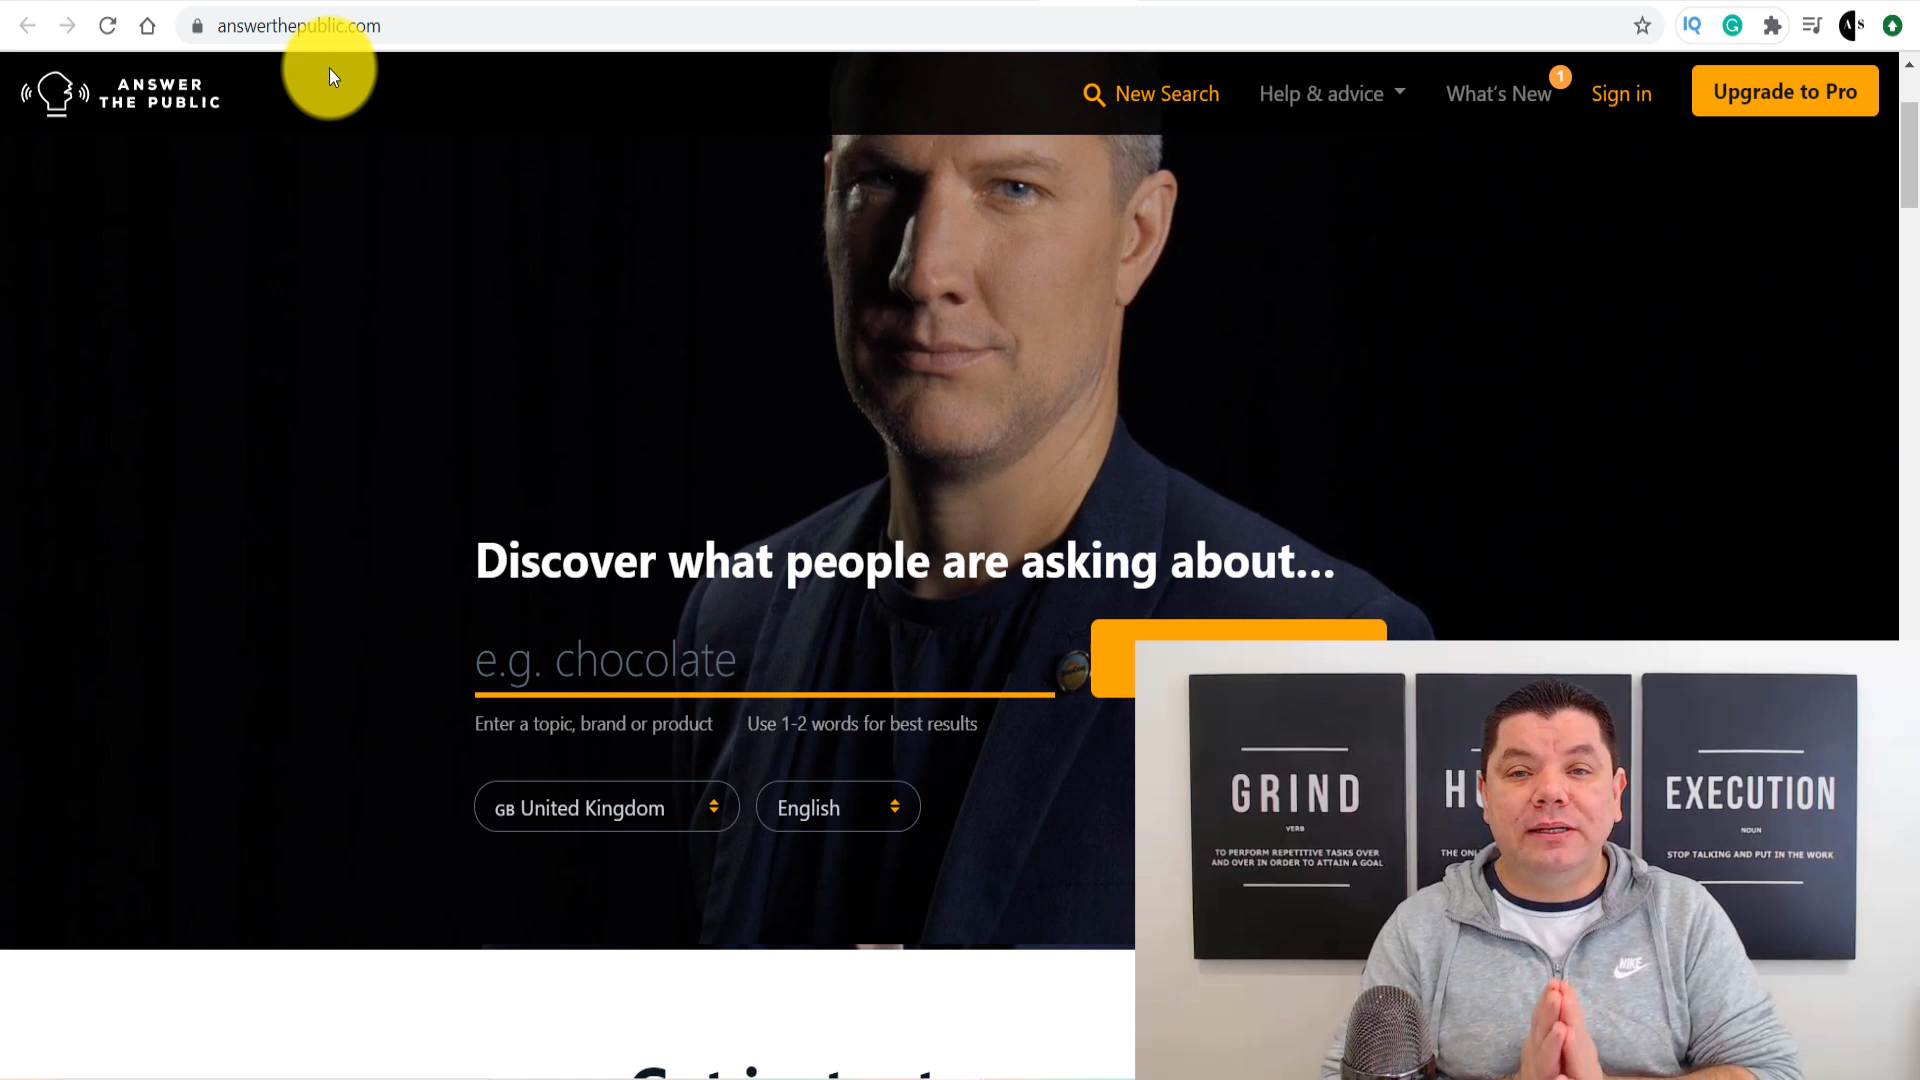 answerthepublic.com
ANSWER
THE PUBLIC
New Search
Help & advice
What's New
1
Sign in
Upgrade to Pro
Discover what people are asking about...
e.g. chocolate
Enter a topic, brand or product
Use 1-2 words for best results
GB United Kingdom
English
GRIND
VERB
TO PERFORM REPETITIVE TASKS OVER
AND OVER IN ORDER TO ATTAIN A GOAL
EXECUTION
NOUN
STOP TALKING AND PUT IN THE WORK
NIKE